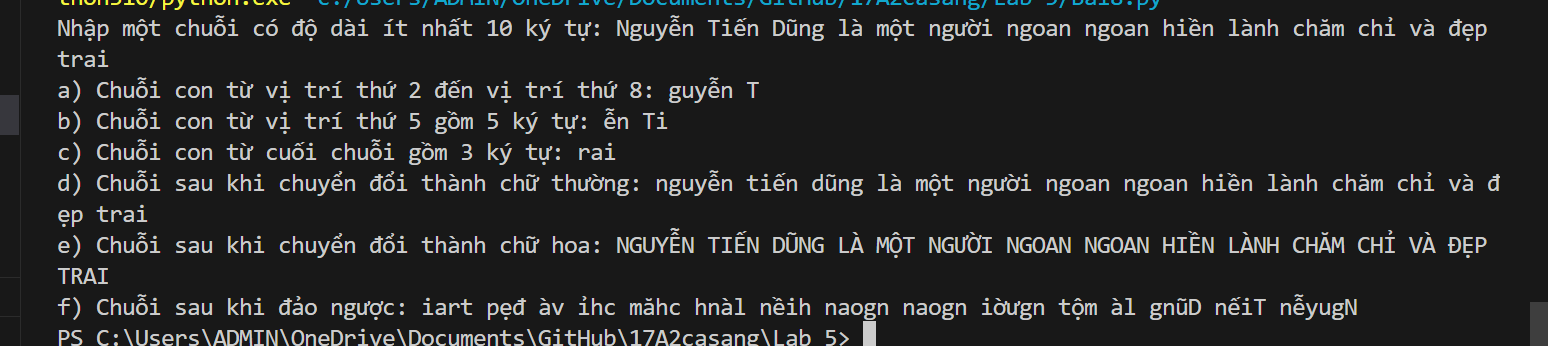 thon310/python.exe" "c:/Users/ADMIN/OneDrive/Documents/GitHub/17A2casang/Lab 5/Bai8.py"
Nhập một chuỗi có độ dài ít nhất 10 ký tự: Nguyễn Tiến Dũng là một người ngoan ngoan hiền lành chăm chỉ và đẹp
trai
a) Chuỗi con từ vị trí thứ 2 đến vị trí thứ 8: guyễn T
b) Chuỗi con từ vị trí thứ 5 gồm 5 ký tự: ễn Ti
c) Chuỗi con từ cuối chuỗi gồm 3 ký tự: rai
d) Chuỗi sau khi chuyển đổi thành chữ thường: nguyễn tiến dũng là một người ngoan ngoan hiền lành chăm chỉ và đ
ẹp trai
e) Chuỗi sau khi chuyển đổi thành chữ hoa: NGUYỄN TIẾN DŨNG LÀ MỘT NGƯỜI NGOAN NGOAN HIỀN LÀNH CHĂM CHỈ VÀ ĐẸP
TRAI
f) Chuỗi sau khi đảo ngược: iart pẹđ àv ỉhc măhc hnàl nềih naogn naogn iờưgn tộm àl gnũD nếiT nễyugN
PS C:\Users\ADMIN\OneDrive\Documents\GitHub\17A2casang\Lab 5>